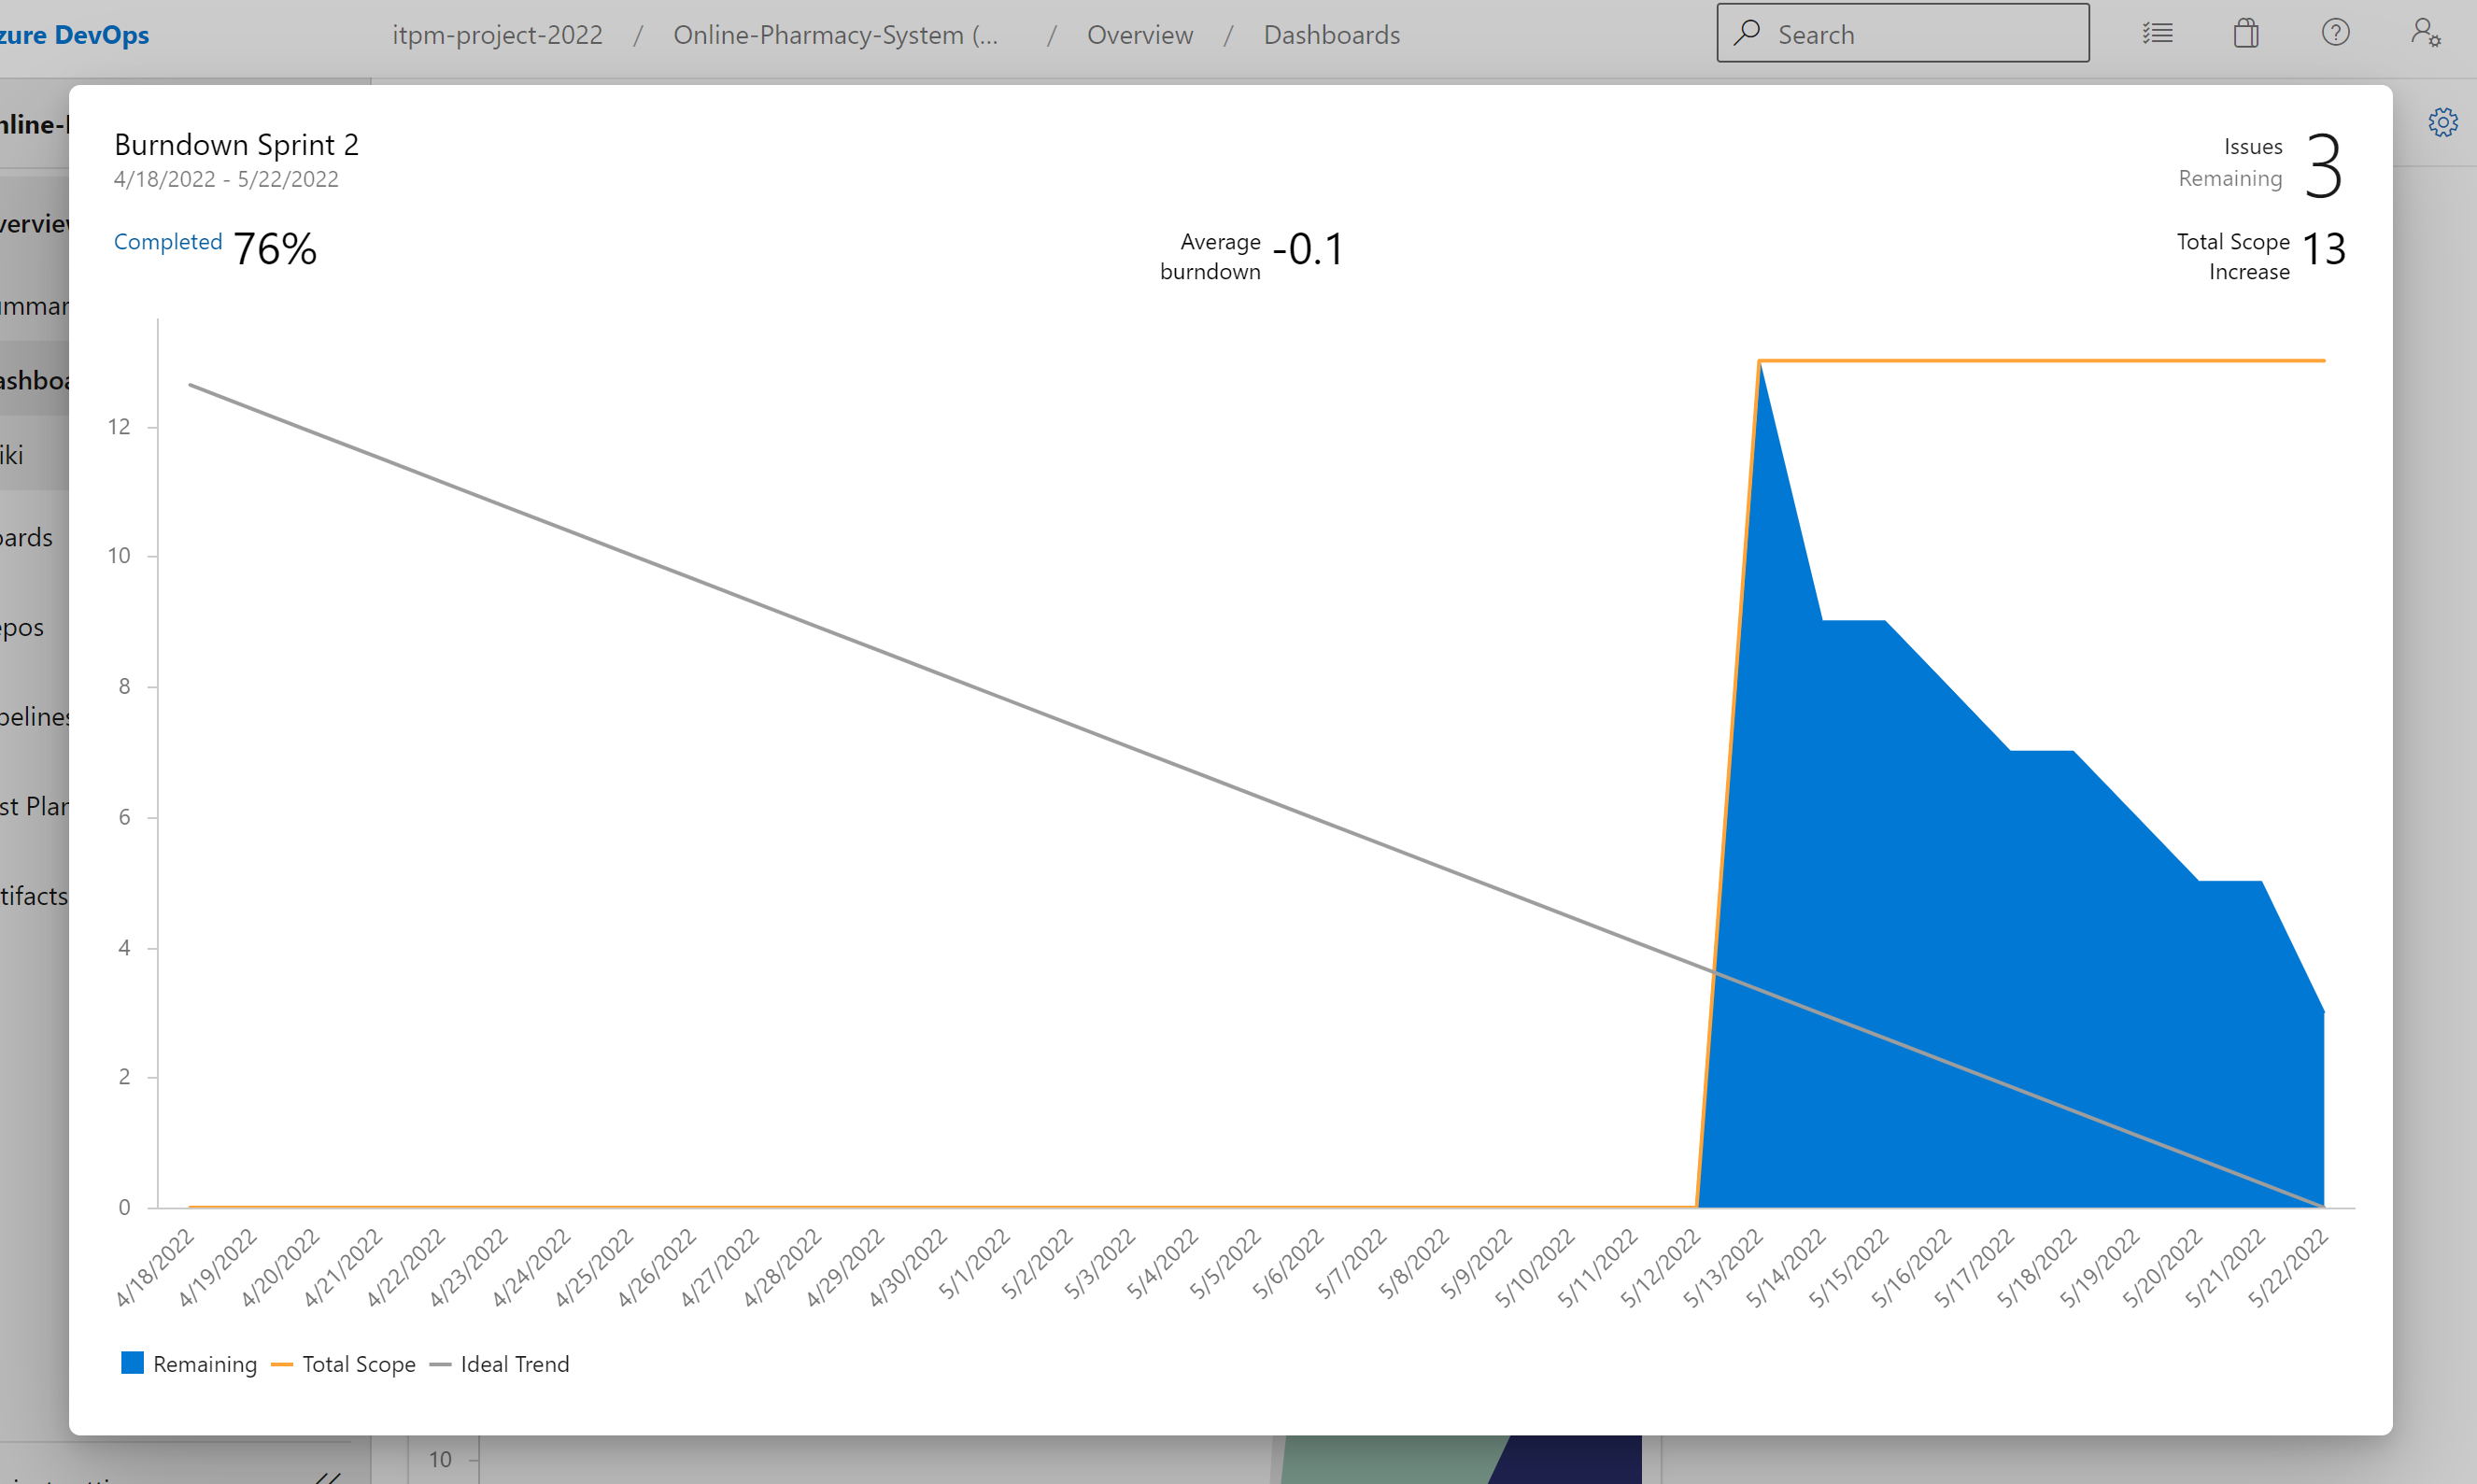 zure DevOps
itpm-project-2022 / Online-Pharmacy-System (... / Overview / Dashboards
Search
nline-
Burndown Sprint 2
4/18/2022 - 5/22/2022
Issues
Remaining
3
Completed 76%
Average
burndown
-0.1
Total Scope
Increase
13
verview
ummar
ashboa
iki
oards
epos
pelines
st Plan
tifacts
12
10
8
6
4
2
0
4/18/2022
4/19/2022
4/20/2022
4/21/2022
4/22/2022
4/23/2022
4/24/2022
4/25/2022
4/26/2022
4/27/2022
4/28/2022
4/29/2022
4/30/2022
5/1/2022
5/2/2022
5/3/2022
5/4/2022
5/5/2022
5/6/2022
5/7/2022
5/8/2022
5/9/2022
5/10/2022
5/11/2022
5/12/2022
5/13/2022
5/14/2022
5/15/2022
5/16/2022
5/17/2022
5/18/2022
5/19/2022
5/20/2022
5/21/2022
5/22/2022
Remaining
Total Scope
Ideal Trend
10